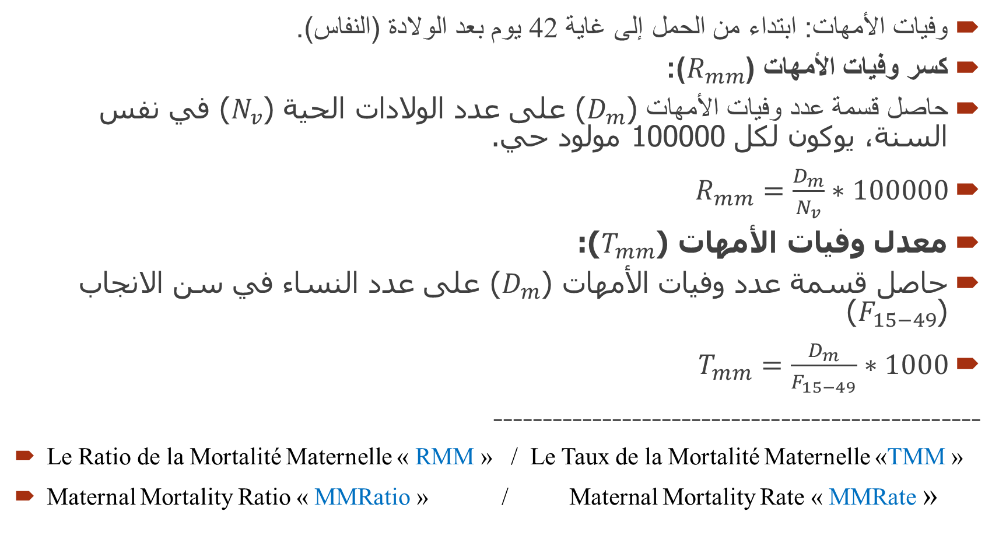 وفيات الأمهات: ابتداء من الحمل إلى غاية 42 يوم بعد الولادة (النفاس).
كسر وفيات الأمهات (R_{mm}):
حاصل قسمة عدد وفيات الأمهات (D_m) على عدد الولادات الحية (N_v) في نفس
السنة، يوكون لكل 100000 مولود حي.
R_{mm} = \frac{D_m}{N_v} * 100000
معدل وفيات الأمهات (T_{mm}):
حاصل قسمة عدد وفيات الأمهات (D_m) على عدد النساء في سن الانجاب
(F_{15-49})
T_{mm} = \frac{D_m}{F_{15-49}} * 1000
--------------------------------------------------
Le Ratio de la Mortalité Maternelle « RMM » / Le Taux de la Mortalité Maternelle «TMM »
Maternal Mortality Ratio « MMRatio » / Maternal Mortality Rate « MMRate »